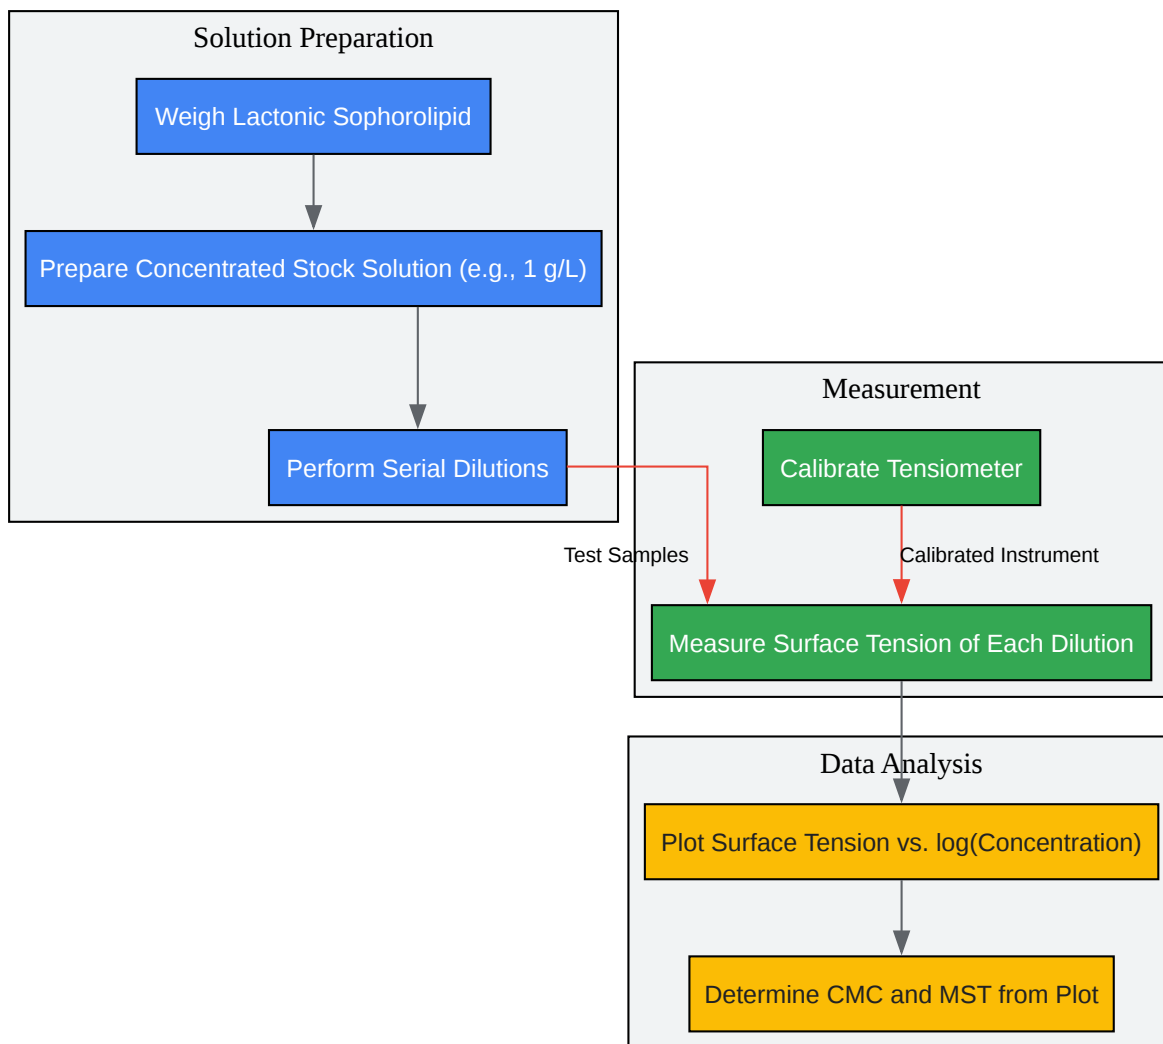 Solution Preparation
Weigh Lactonic Sophorolipid
Prepare Concentrated Stock Solution (e.g., 1 g/L)
Perform Serial Dilutions
Measurement
Calibrate Tensiometer
Test Samples
Calibrated Instrument
Measure Surface Tension of Each Dilution
Data Analysis
Plot Surface Tension vs. log(Concentration)
Determine CMC and MST from Plot